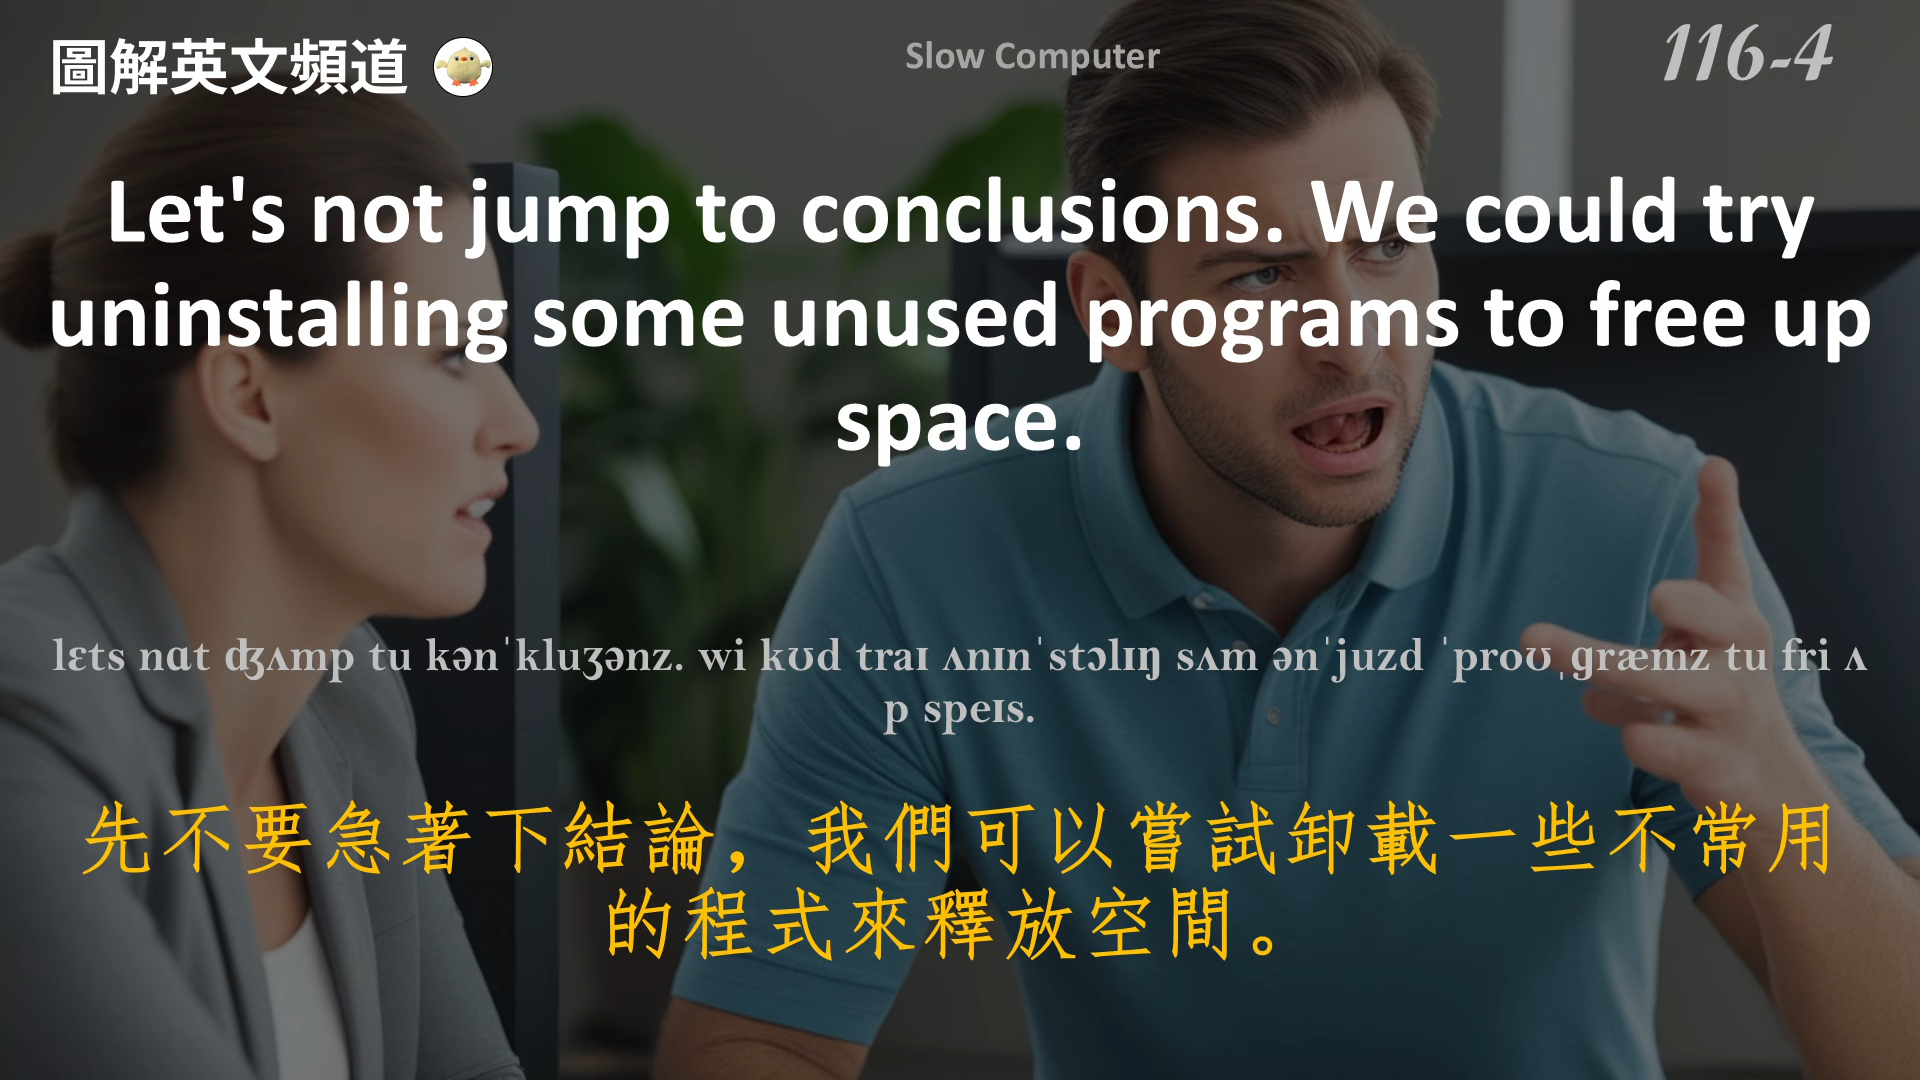 圖解英文頻道
Slow Computer
116-4
Let's not jump to conclusions. We could try
uninstalling some unused programs to free up
space.
lɛts nɑt ʤʌmp tu kənˈkluʒənz. wi kʊd traɪ ʌnɪnˈstɔlɪŋ sʌm ənˈjuzd ˈproʊˌɡræmz tu fri ʌ
p speɪs.
先不要急著下結論，我們可以嘗試卸載一些不常用
的程式來釋放空間。